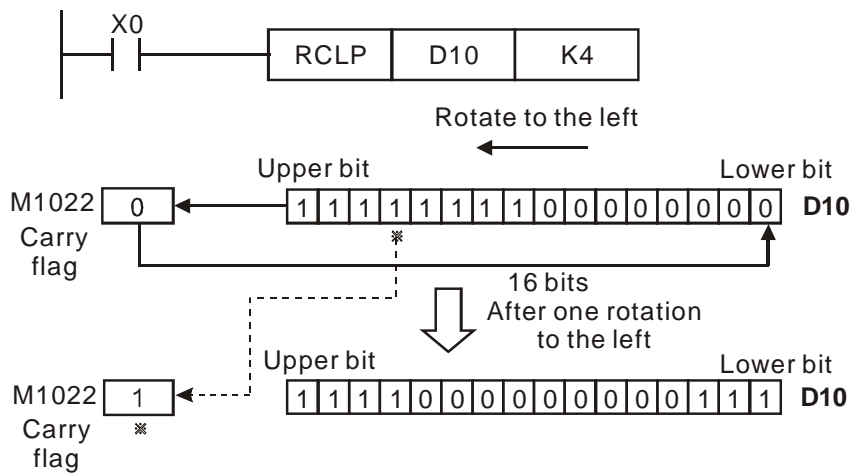 X0
RCLP D10 K4
Rotate to the left
Upper bit Lower bit
M1022 0 1 1 1 1 1 1 1 1 0 0 0 0 0 0 0 0 D10
Carry
flag
※
16 bits
After one rotation
to the left
Upper bit Lower bit
M1022 1 1 1 1 1 0 0 0 0 0 0 0 0 0 1 1 1 D10
Carry
flag
※